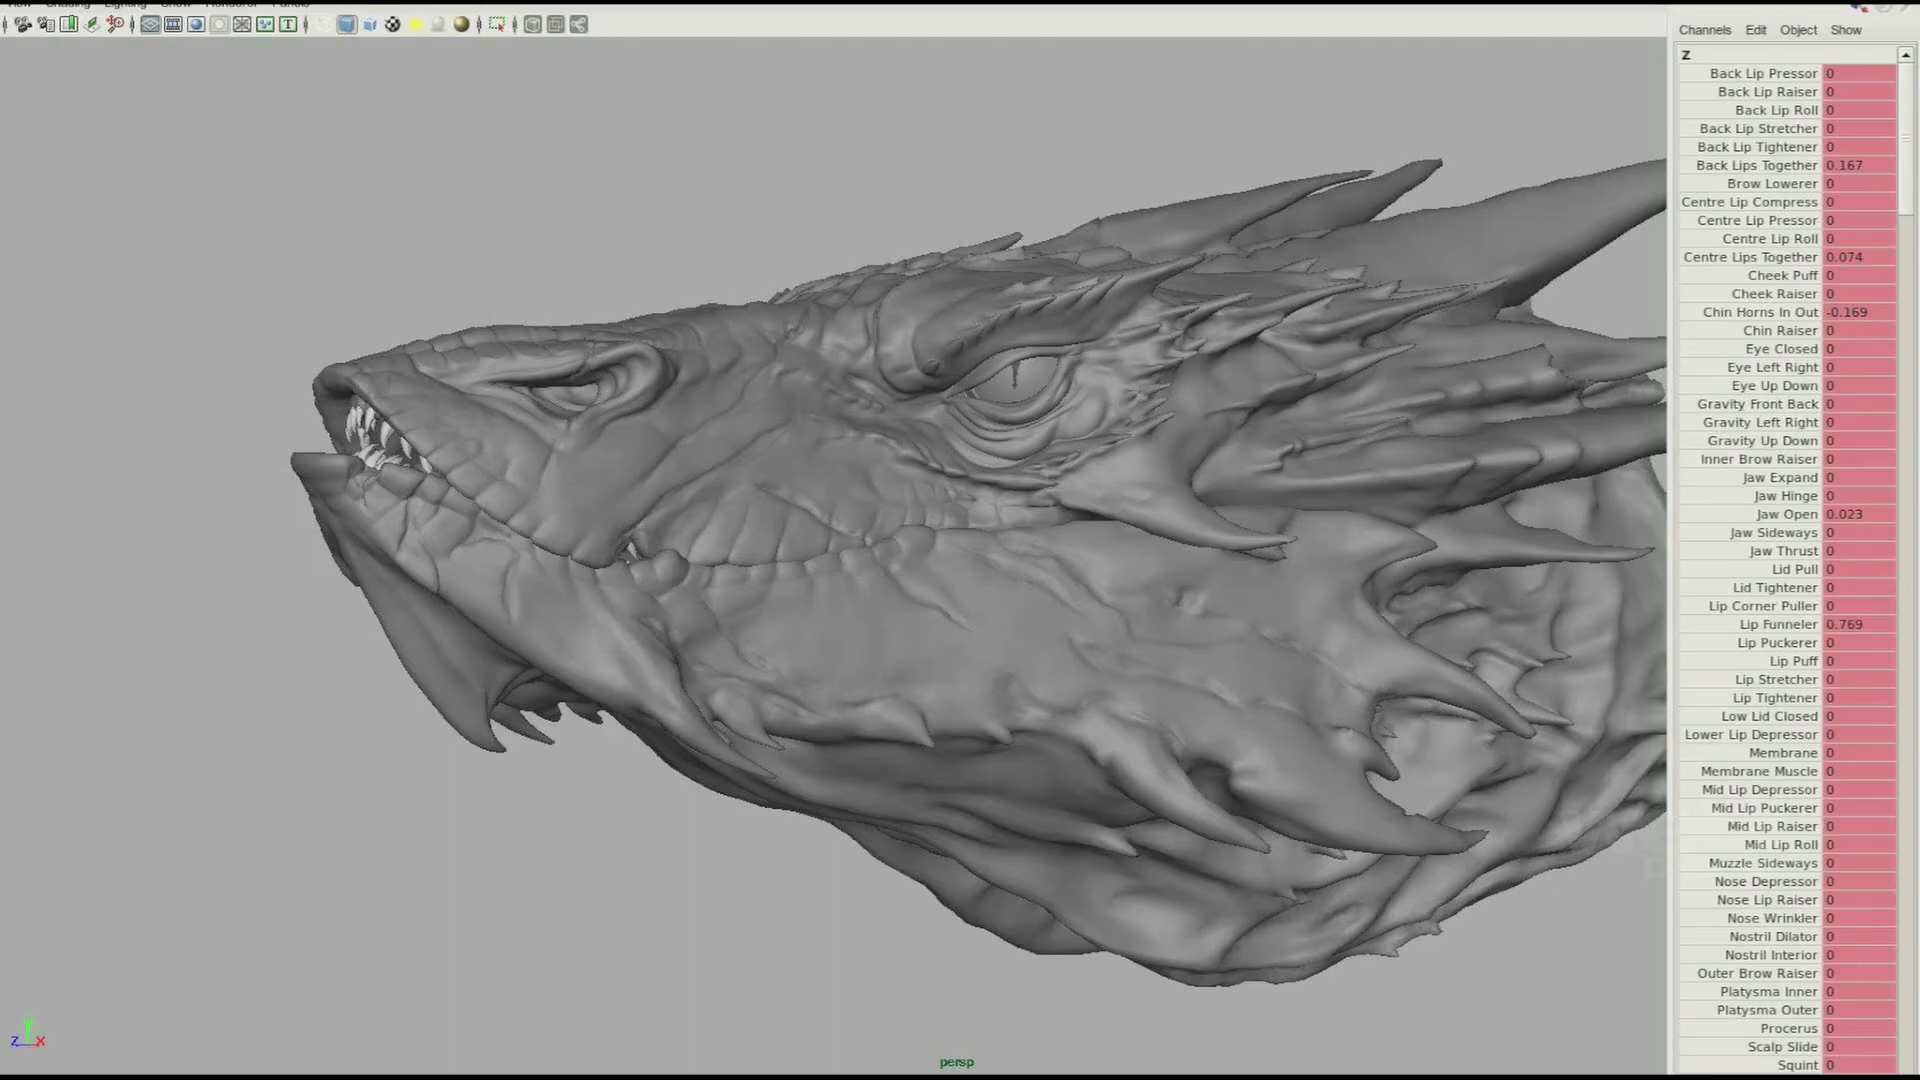 View Shading Lighting Show Renderer Panels
T
Channels Edit Object Show
Z
Back Lip Pressor 0
Back Lip Raiser 0
Back Lip Roll 0
Back Lip Stretcher 0
Back Lip Tightener 0
Back Lips Together 0.167
Brow Lowerer 0
Centre Lip Compress 0
Centre Lip Pressor 0
Centre Lip Roll 0
Centre Lips Together 0.074
Cheek Puff 0
Cheek Raiser 0
Chin Horns In Out -0.169
Chin Raiser 0
Eye Closed 0
Eye Left Right 0
Eye Up Down 0
Gravity Front Back 0
Gravity Left Right 0
Gravity Up Down 0
Inner Brow Raiser 0
Jaw Expand 0
Jaw Hinge 0
Jaw Open 0.023
Jaw Sideways 0
Jaw Thrust 0
Lid Pull 0
Lid Tightener 0
Lip Corner Puller 0
Lip Funneler 0.769
Lip Puckerer 0
Lip Puff 0
Lip Stretcher 0
Lip Tightener 0
Low Lid Closed 0
Lower Lip Depressor 0
Membrane 0
Membrane Muscle 0
Mid Lip Depressor 0
Mid Lip Puckerer 0
Mid Lip Raiser 0
Mid Lip Roll 0
Muzzle Sideways 0
Nose Depressor 0
Nose Lip Raiser 0
Nose Wrinkler 0
Nostril Dilator 0
Nostril Interior 0
Outer Brow Raiser 0
Platysma Inner 0
Platysma Outer 0
Procerus 0
Scalp Slide 0
Squint 0
Y
Z X
persp